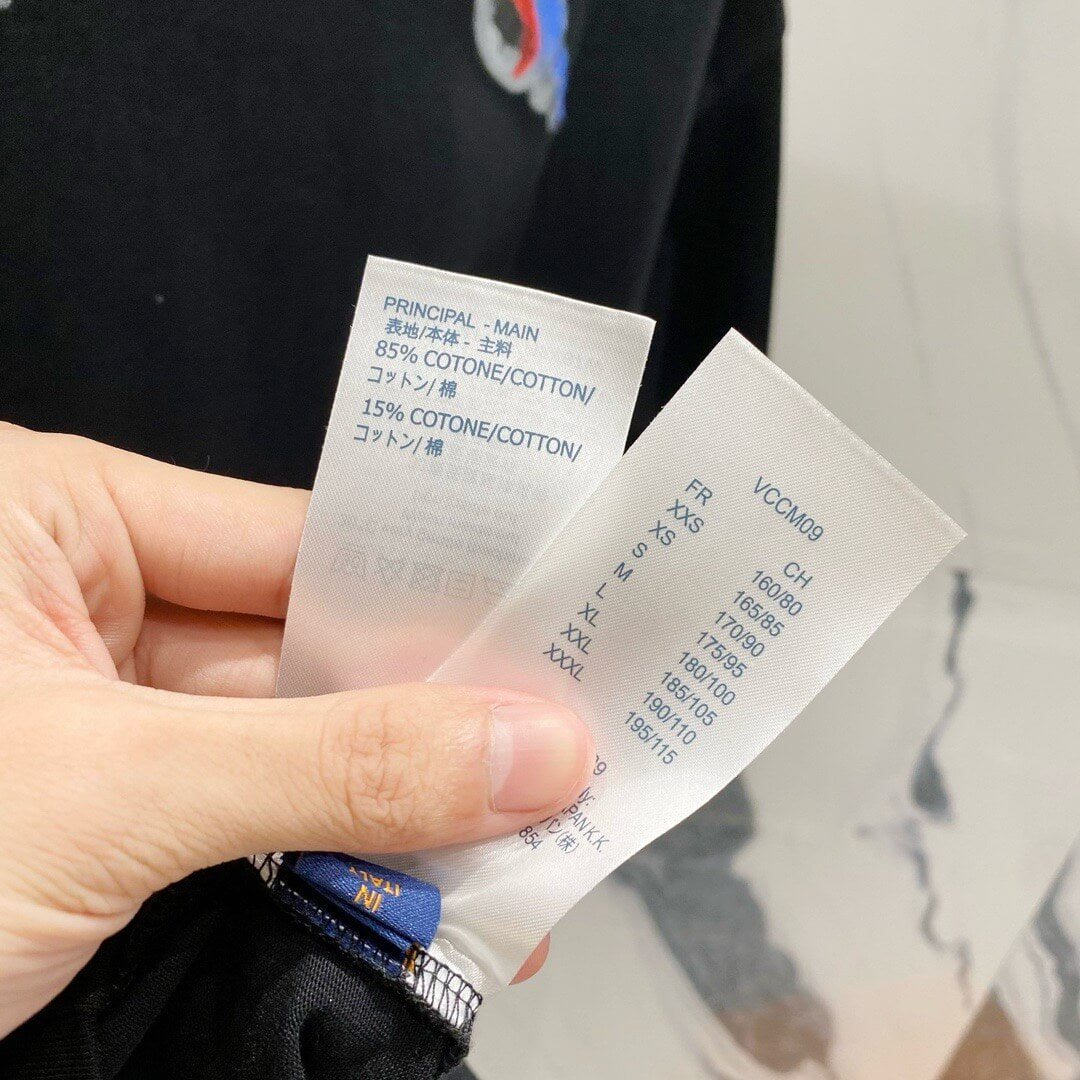 PRINCIPAL - MAIN
表地/本体 - 主料
85% COTONE/COTTON/
コットン/ 棉
15% COTONE/COTTON/
コットン/ 棉
VCCM09
FR CH
XXS 160/80
XS 165/85
S 170/90
M 175/95
L 180/100
XL 185/105
XXL 190/110
XXXL 195/115
K.K.
(株)
854
IN
ITALY